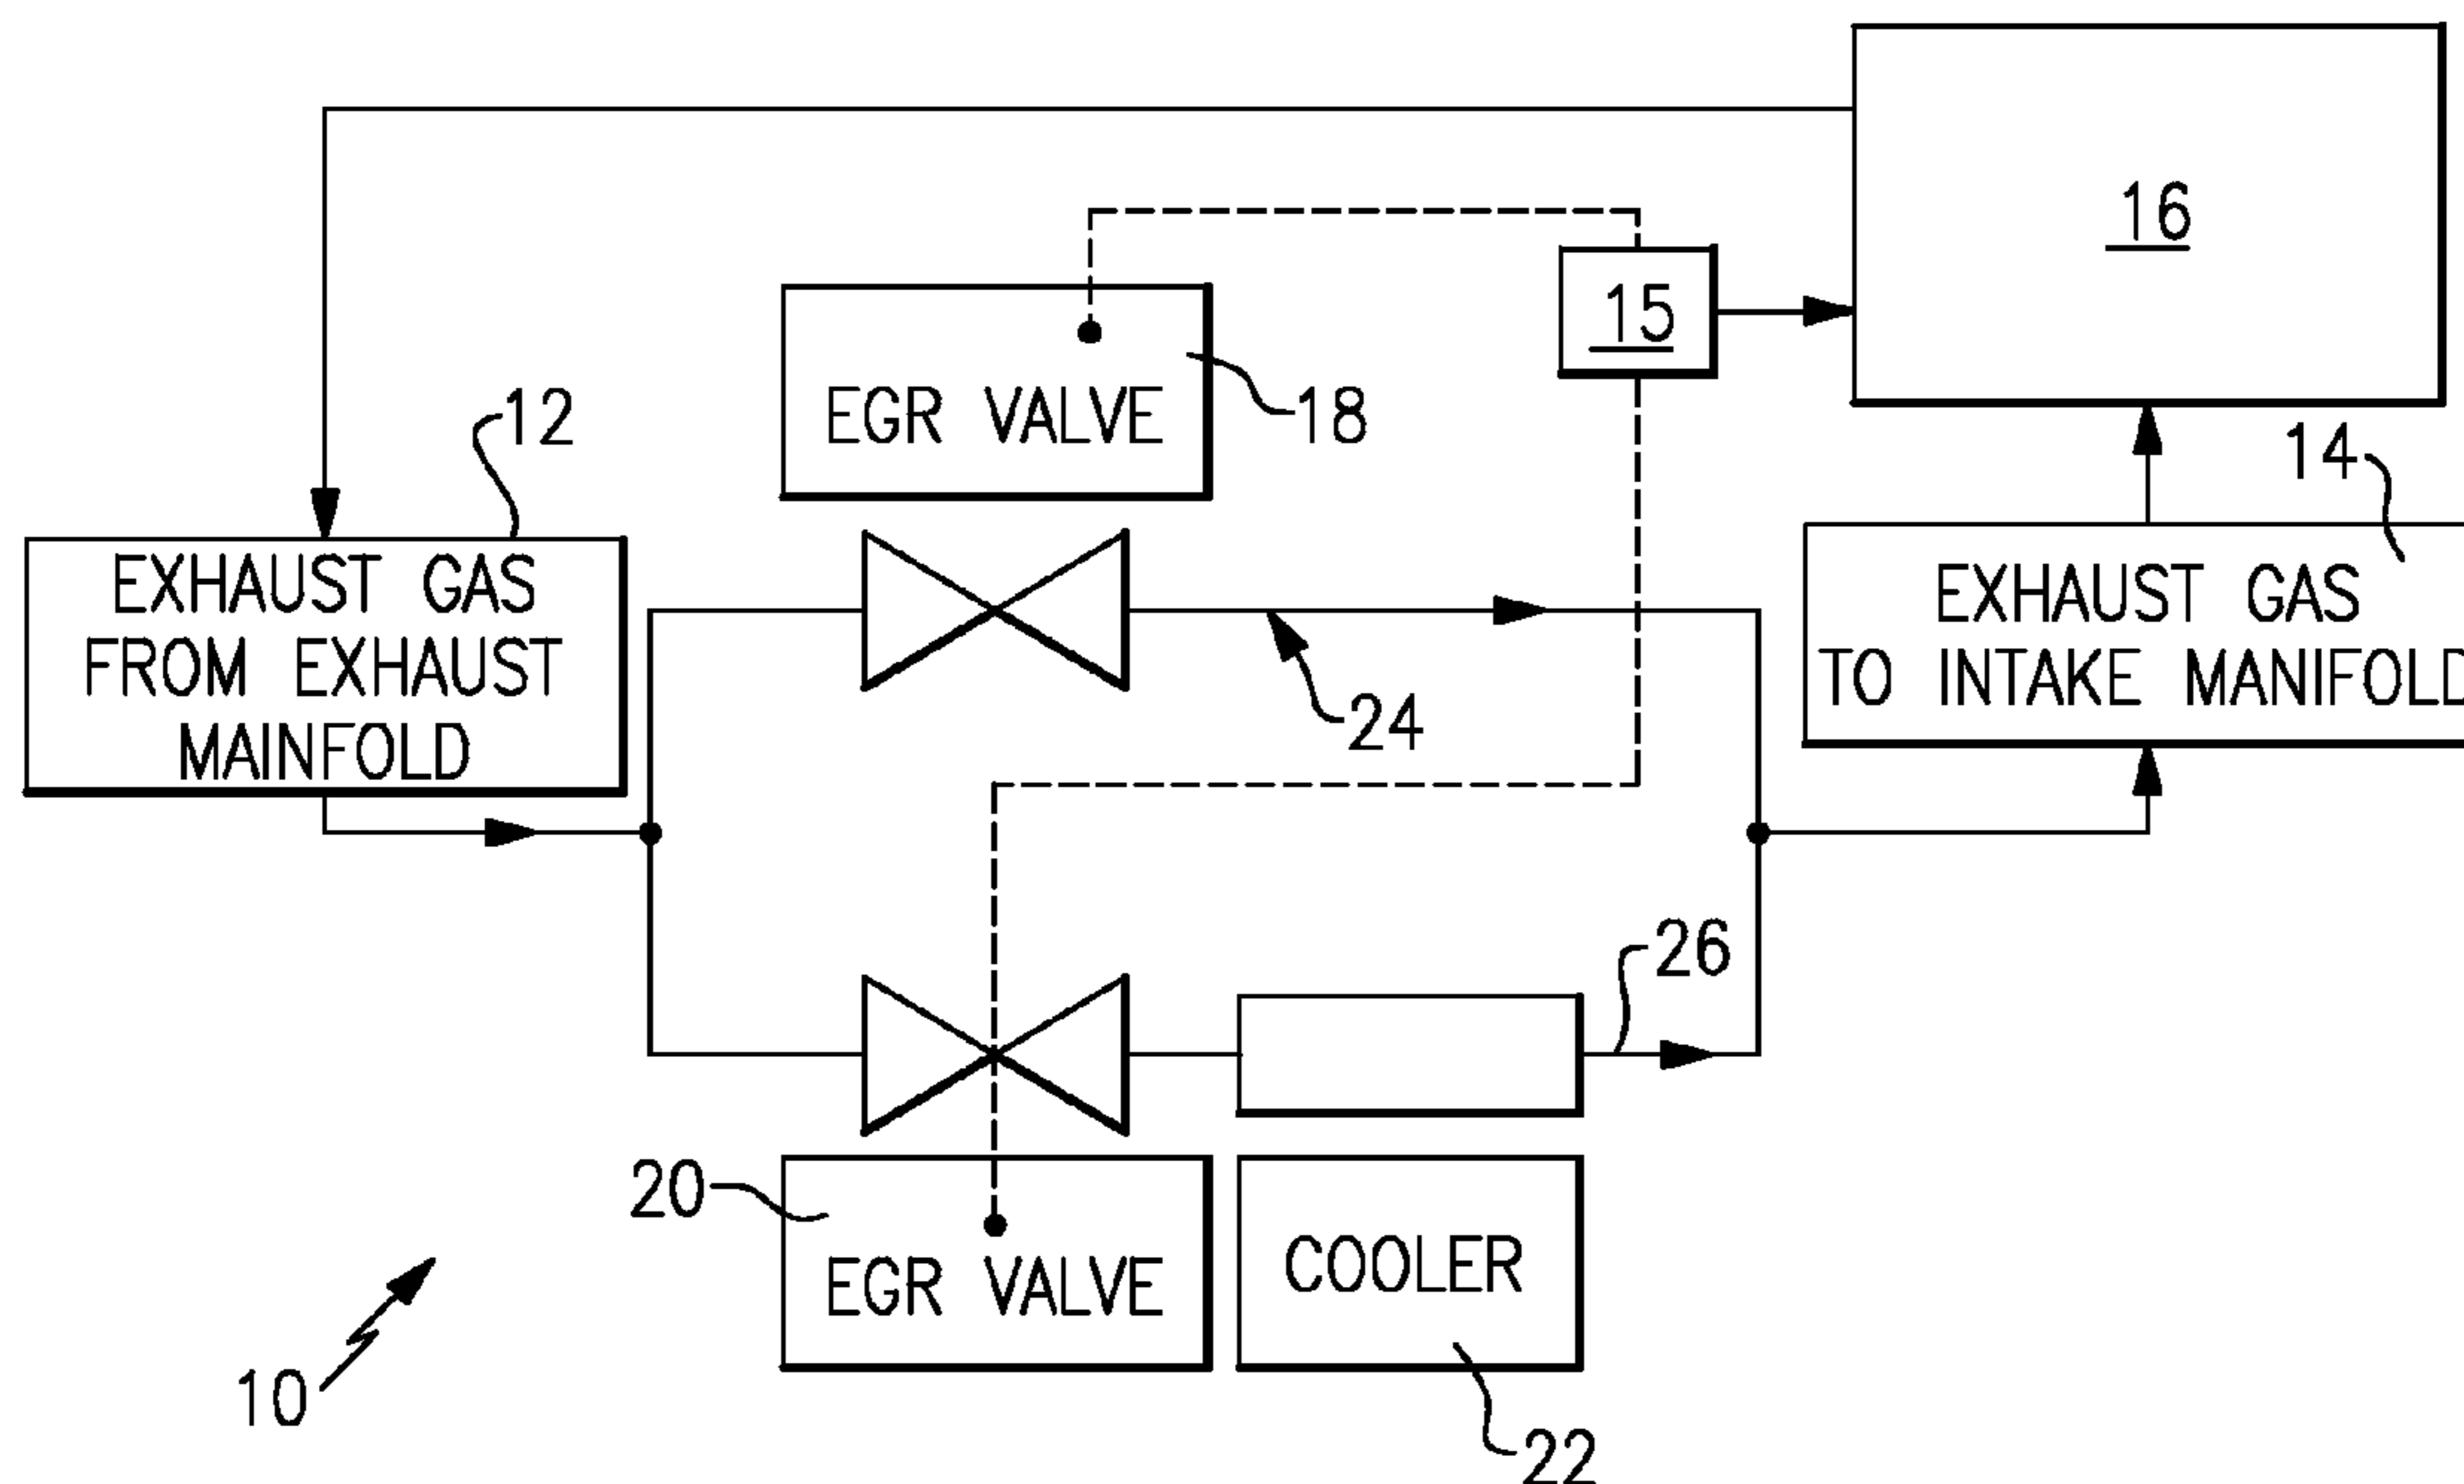 16
15
EGR VALVE
18
12
14
EXHAUST GAS
FROM EXHAUST
MAINFOLD
EXHAUST GAS
TO INTAKE MANIFOLD
24
26
20
EGR VALVE
COOLER
10
22